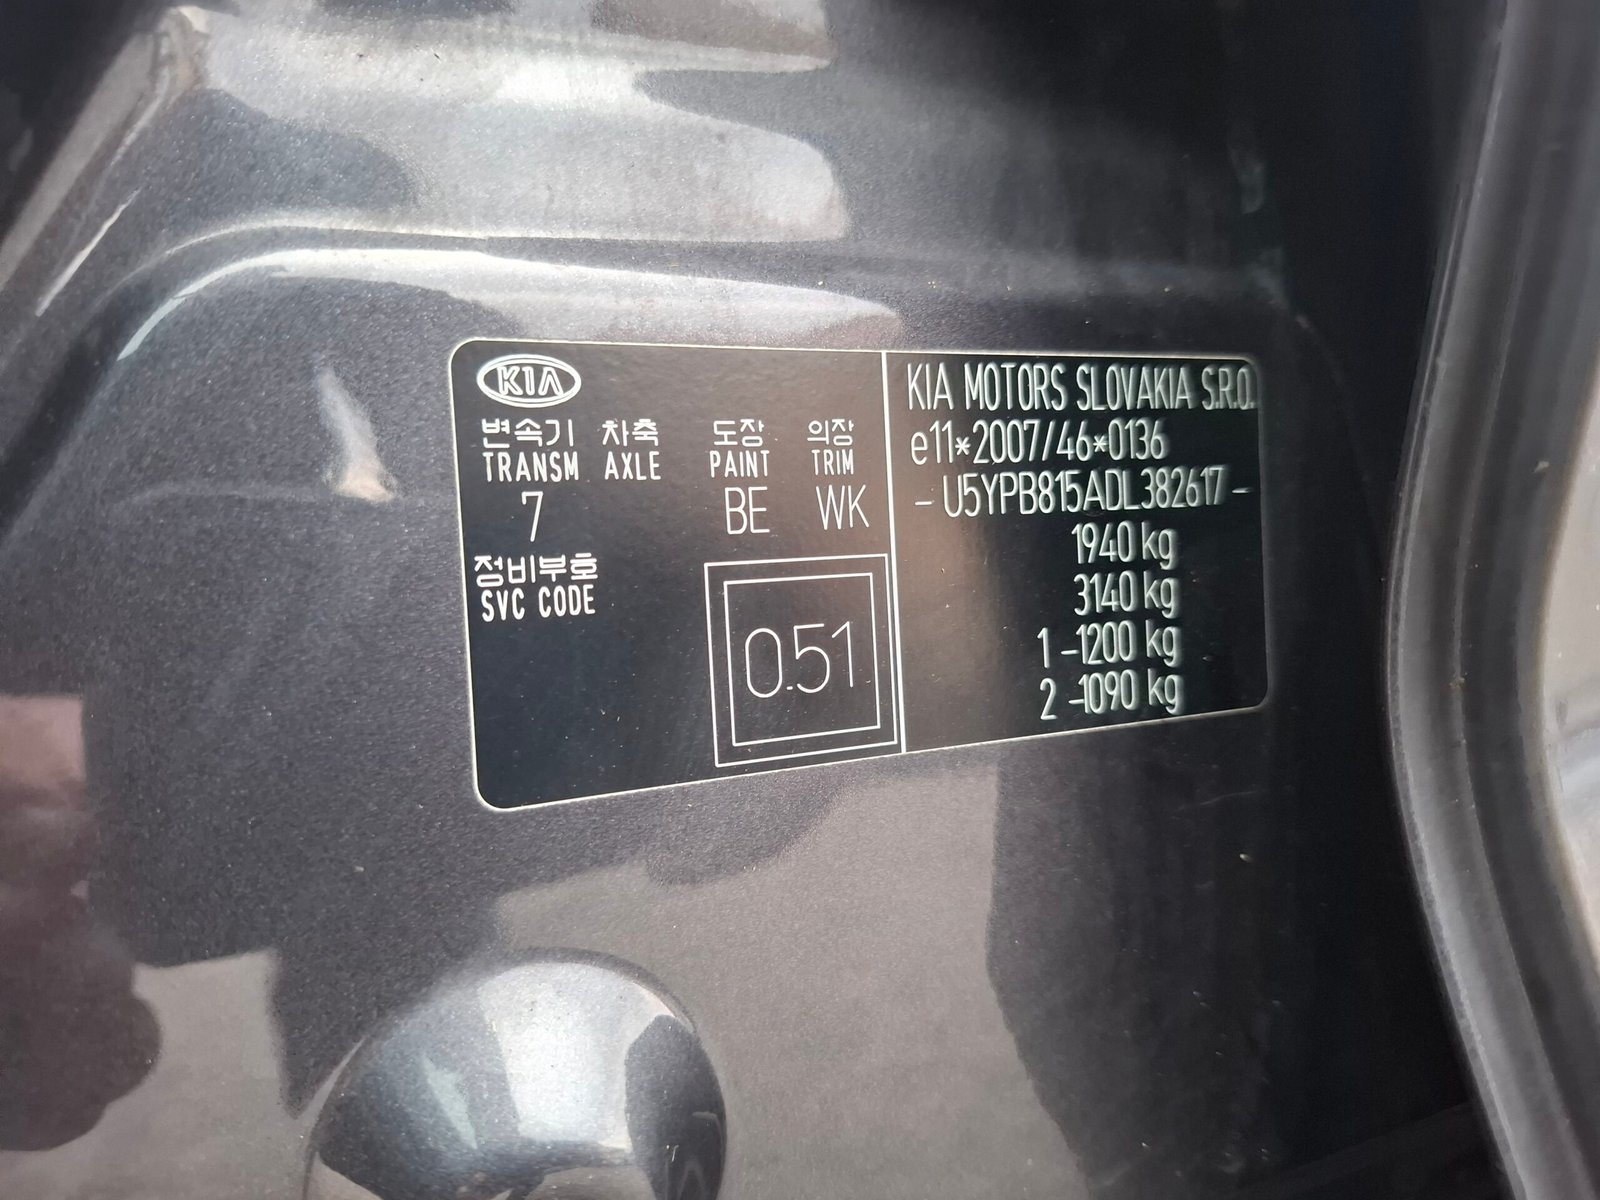 KIA
변속기 차축 도장 의장
TRANSM AXLE PAINT TRIM
7 BE WK
정비부호
SVC CODE
0.51
KIA MOTORS SLOVAKIA S.R.O.
e11*2007/46*0136
- U5YPB815ADL382617 -
1940 kg
3140 kg
1 -1200 kg
2 -1090 kg